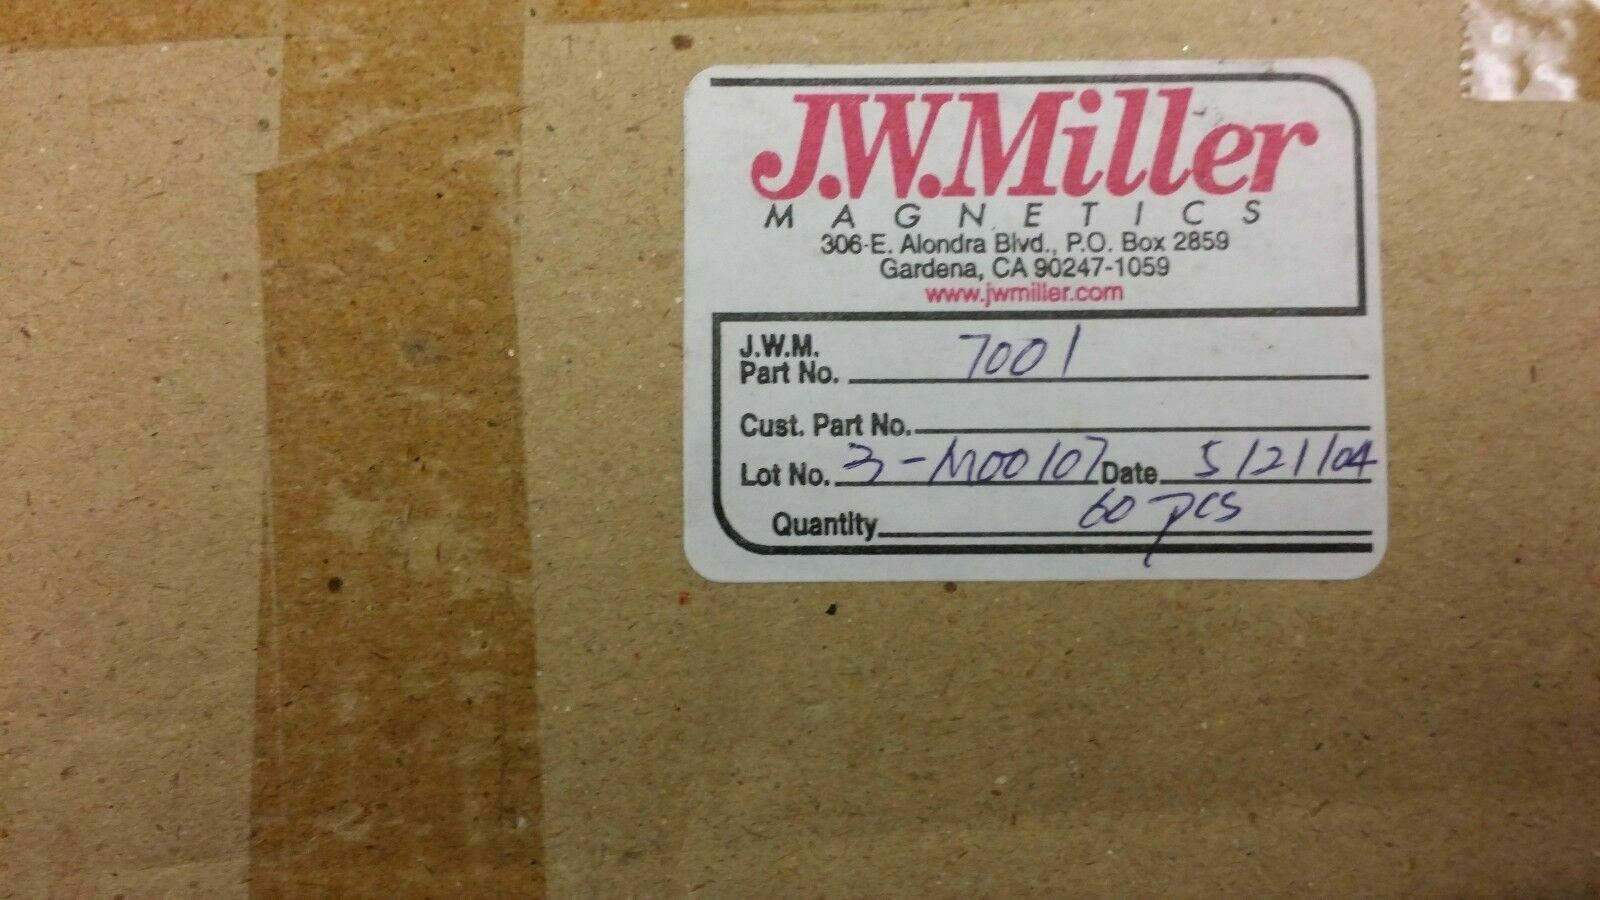 J.W.Miller
MAGNETICS
306 E. Alondra Blvd., P.O. Box 2859
Gardena, CA 90247-1059
www.jwmiller.com
J.W.M.
Part No. 7001
Cust. Part No.
Lot No. 3-M00107 Date 5/21/04
Quantity 60 pcs